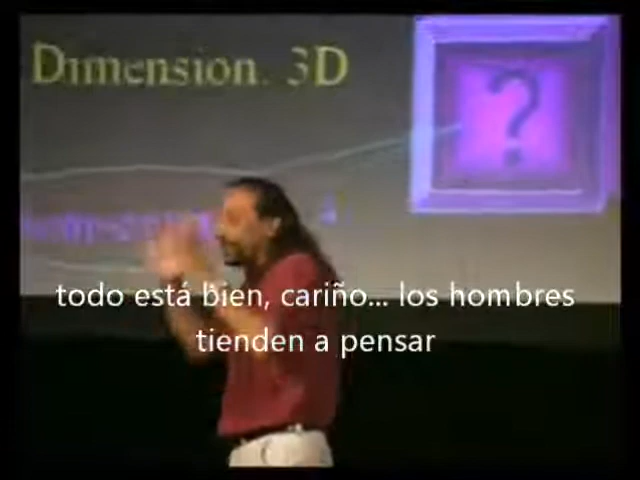 Dimension. 3D
?
todo está bien, cariño... los hombres
tienden a pensar